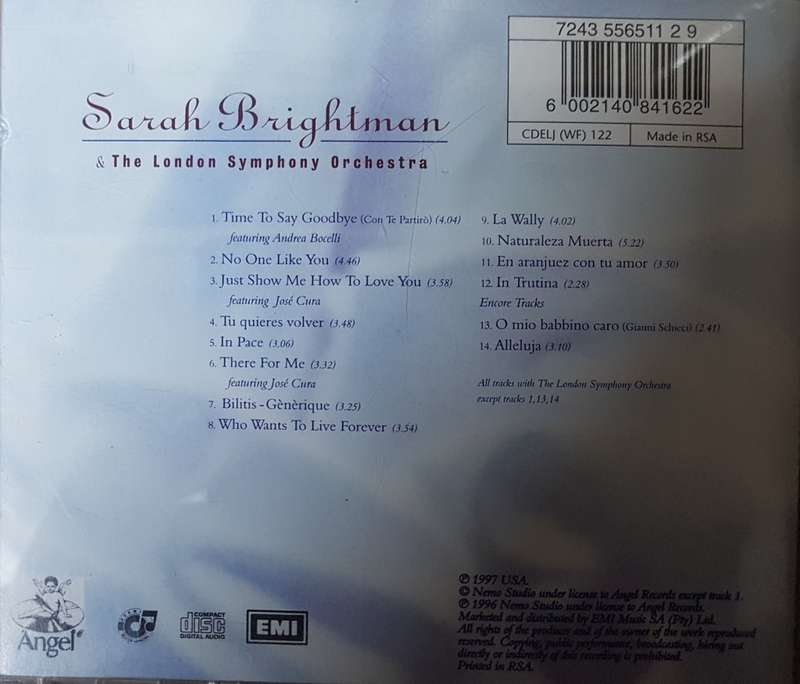 7243 556511 2 9
6 002140 841622
CDELJ (WF) 122
Made in RSA
Sarah Brightman
& The London Symphony Orchestra
1. Time To Say Goodbye (Con Te Partirò) (4.04)
featuring Andrea Bocelli
2. No One Like You (4.46)
3. Just Show Me How To Love You (3.58)
featuring José Cura
4. Tu quieres volver (3.48)
5. In Pace (3.06)
6. There For Me (3.32)
featuring José Cura
7. Bilitis - Gènèrique (3.25)
8. Who Wants To Live Forever (3.54)
9. La Wally (4.02)
10. Naturaleza Muerta (5.22)
11. En aranjuez con tu amor (3.50)
12. In Trutina (2.28)
Encore Tracks
13. O mio babbino caro (Gianni Schicci) (2.41)
14. Alleluja (3.10)
All tracks with The London Symphony Orchestra
except tracks 1,13,14
Angel
COMPACT
disc
DIGITAL AUDIO
EMI
℗ 1997 USA.
© Nemo Studio under license to Angel Records except track 1.
℗ 1996 Nemo Studio under license to Angel Records.
Marketed and distributed by EMI Music SA (Pty) Ltd.
All rights of the producer and of the owner of the work reproduced
reserved. Copying, public performance, broadcasting, hiring out
directly or indirectly of this recording is prohibited.
Printed in RSA.